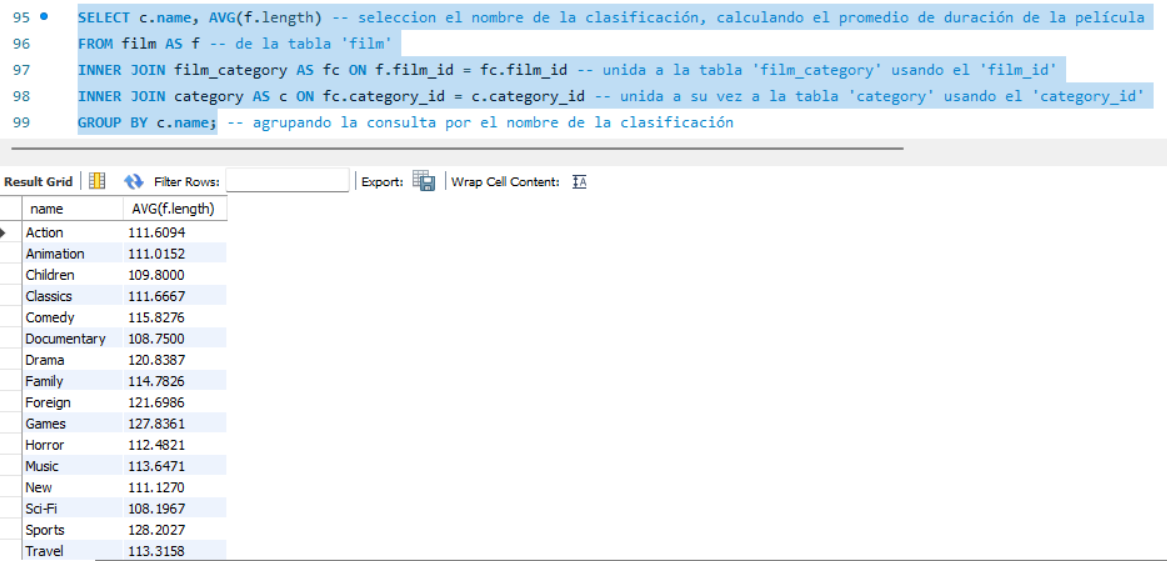 95 SELECT c.name, AVG(f.length) -- seleccion el nombre de la clasificación, calculando el promedio de duración de la película
96 FROM film AS f -- de la tabla 'film'
97 INNER JOIN film_category AS fc ON f.film_id = fc.film_id -- unida a la tabla 'film_category' usando el 'film_id'
98 INNER JOIN category AS c ON fc.category_id = c.category_id -- unida a su vez a la tabla 'category' usando el 'category_id'
99 GROUP BY c.name; -- agrupando la consulta por el nombre de la clasificación
Result Grid Filter Rows: Export: Wrap Cell Content: IA
name AVG(f.length)
Action 111.6094
Animation 111.0152
Children 109.8000
Classics 111.6667
Comedy 115.8276
Documentary 108.7500
Drama 120.8387
Family 114.7826
Foreign 121.6986
Games 127.8361
Horror 112.4821
Music 113.6471
New 111.1270
Sci-Fi 108.1967
Sports 128.2027
Travel 113.3158